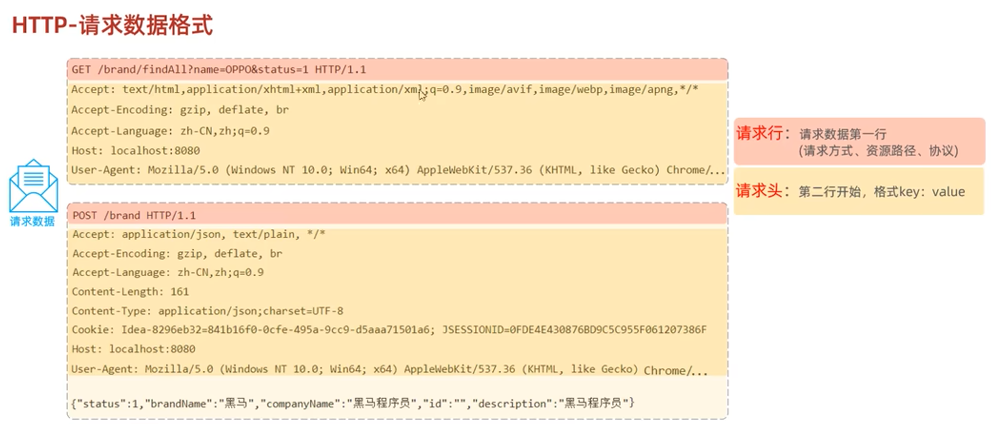 HTTP-请求数据格式
GET /brand/findAll?name=OPPO&status=1 HTTP/1.1
Accept: text/html,application/xhtml+xml,application/xml;q=0.9,image/avif,image/webp,image/apng,*/*
Accept-Encoding: gzip, deflate, br
Accept-Language: zh-CN,zh;q=0.9
Host: localhost:8080
User-Agent: Mozilla/5.0 (Windows NT 10.0; Win64; x64) AppleWebKit/537.36 (KHTML, like Gecko) Chrome/...
请求行：请求数据第一行
(请求方式、资源路径、协议)
请求头：第二行开始，格式key：value
请求数据
POST /brand HTTP/1.1
Accept: application/json, text/plain, */*
Accept-Encoding: gzip, deflate, br
Accept-Language: zh-CN,zh;q=0.9
Content-Length: 161
Content-Type: application/json;charset=UTF-8
Cookie: Idea-8296eb32=841b16f0-0cfe-495a-9cc9-d5aaa71501a6; JSESSIONID=0FDE4E430876BD9C5C955F061207386F
Host: localhost:8080
User-Agent: Mozilla/5.0 (Windows NT 10.0; Win64; x64) AppleWebKit/537.36 (KHTML, like Gecko) Chrome/...
{"status":1,"brandName":"黑马","companyName":"黑马程序员","id":"","description":"黑马程序员"}